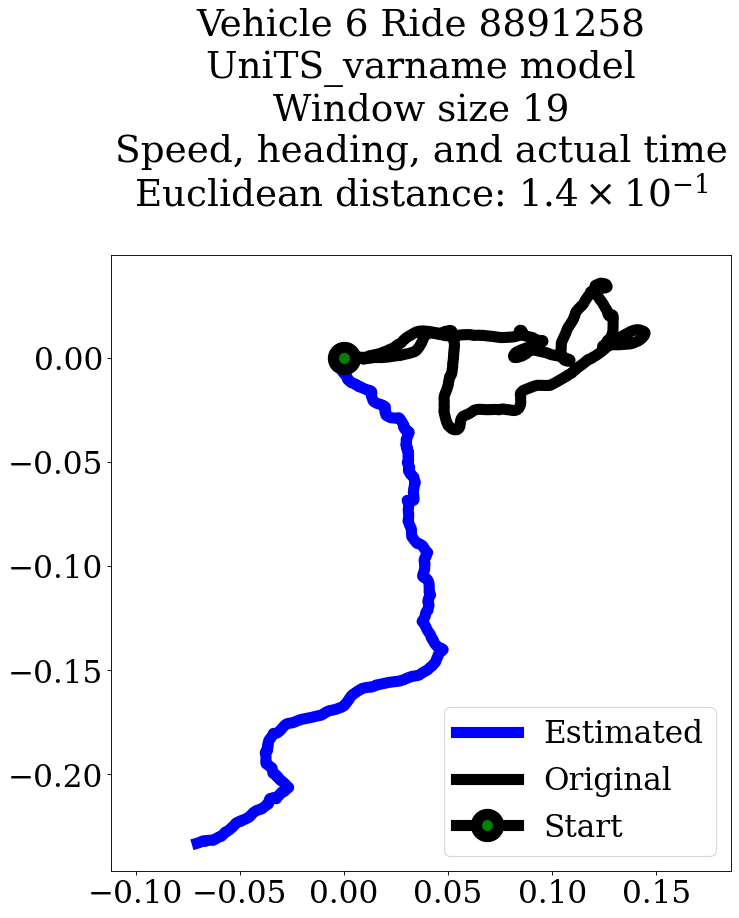 Vehicle 6 Ride 8891258
UniTS_varname model
Window size 19
Speed, heading, and actual time
Euclidean distance: 1.4 × 10⁻¹
0.00
−0.05
−0.10
−0.15
−0.20
Estimated
Original
Start
−0.10 −0.05 0.00 0.05 0.10 0.15